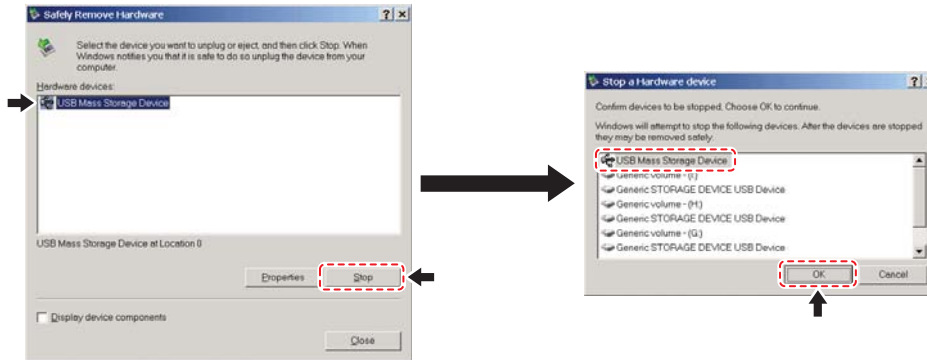 Safely Remove Hardware
Select the device you want to unplug or eject, and then click Stop. When
Windows notifies you that it is safe to do so unplug the device from your
computer.
Hardware devices:
USB Mass Storage Device
USB Mass Storage Device at Location 0
Properties
Stop
Display device components
Close
Stop a Hardware device
Confirm devices to be stopped, Choose OK to continue.
Windows will attempt to stop the following devices. After the devices are stopped
they may be removed safely.
USB Mass Storage Device
Generic volume - (I:)
Generic STORAGE DEVICE USB Device
Generic volume - (H:)
Generic STORAGE DEVICE USB Device
Generic volume - (G:)
Generic STORAGE DEVICE USB Device
OK
Cancel